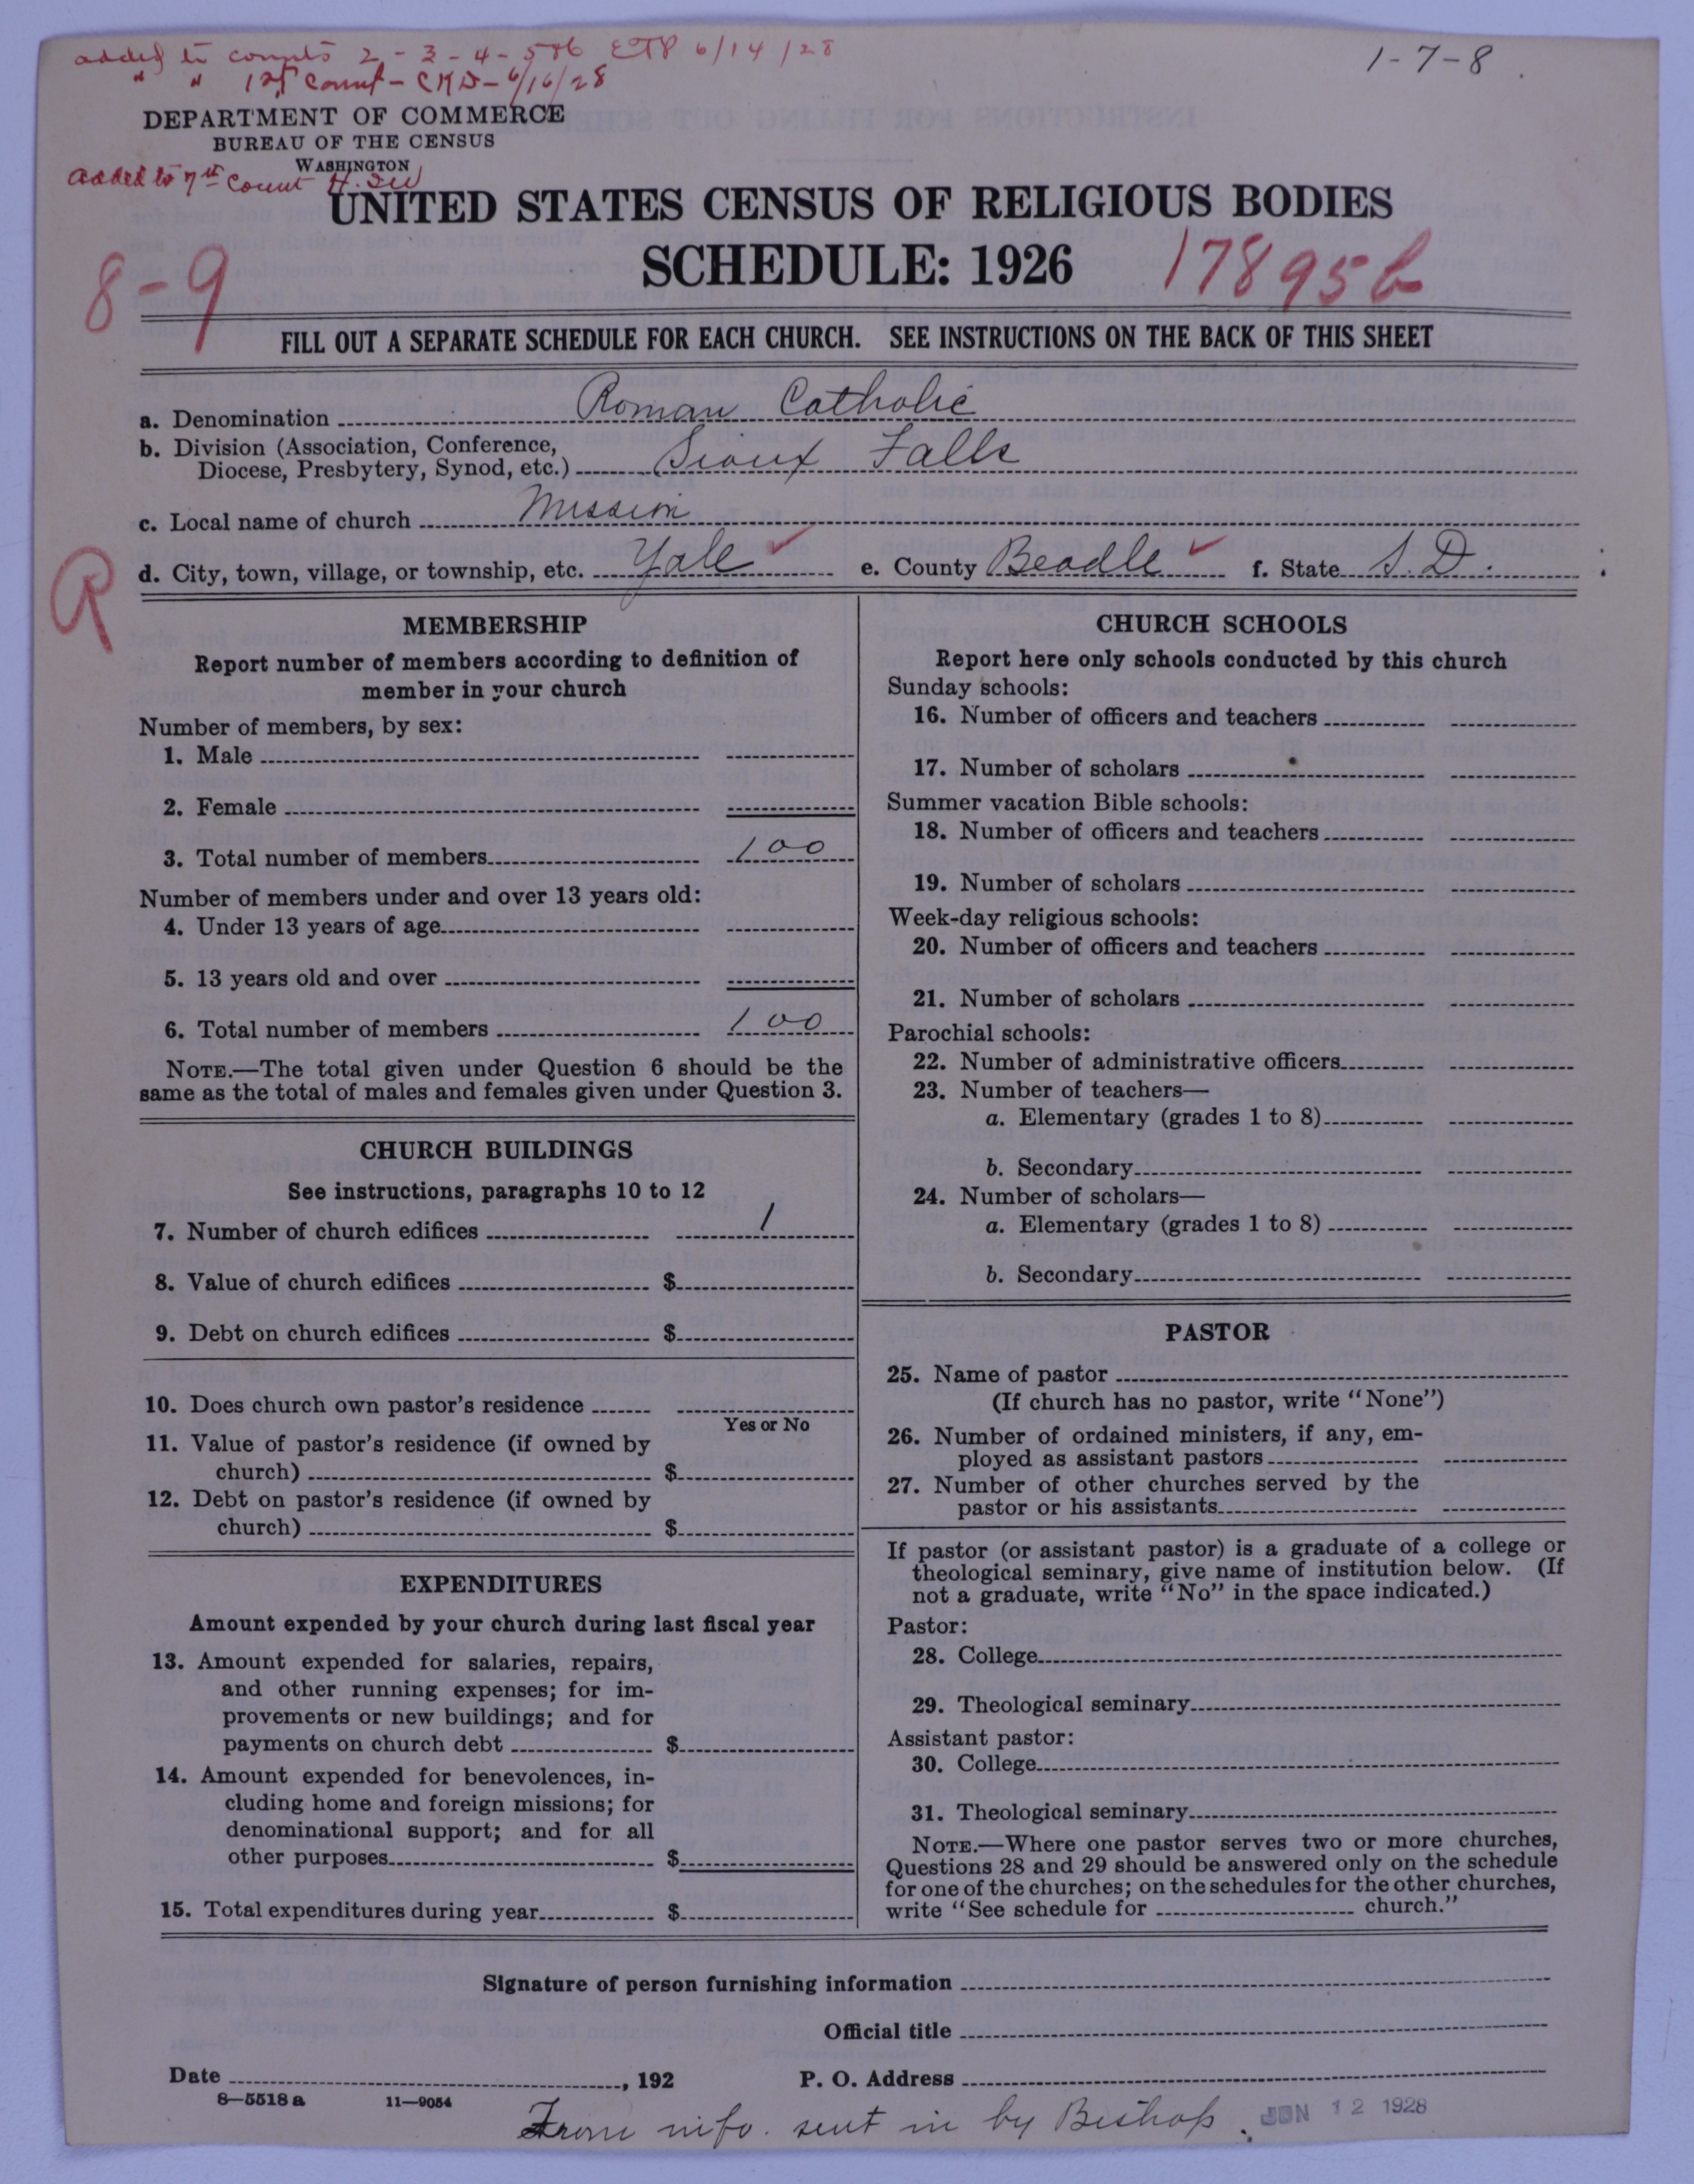 added to counts 2-3-4-5+6 ETP 6/14/28
" " 1st Count - CKD - 6/16/28
1-7-8.
DEPARTMENT OF COMMERCE
BUREAU OF THE CENSUS
WASHINGTON
added to 7th Count
UNITED STATES CENSUS OF RELIGIOUS BODIES
SCHEDULE: 1926
8-9
17895b
FILL OUT A SEPARATE SCHEDULE FOR EACH CHURCH. SEE INSTRUCTIONS ON THE BACK OF THIS SHEET
a. Denomination Roman Catholic
b. Division (Association, Conference,
Diocese, Presbytery, Synod, etc.) Sioux Falls
c. Local name of church Mission
d. City, town, village, or township, etc. Yale e. County Beadle f. State S.D.
R
MEMBERSHIP
Report number of members according to definition of
member in your church
Number of members, by sex:
1. Male
2. Female
3. Total number of members 100
Number of members under and over 13 years old:
4. Under 13 years of age
5. 13 years old and over
6. Total number of members 100
NOTE.—The total given under Question 6 should be the
same as the total of males and females given under Question 3.
CHURCH BUILDINGS
See instructions, paragraphs 10 to 12
7. Number of church edifices 1
8. Value of church edifices $
9. Debt on church edifices $
10. Does church own pastor's residence
Yes or No
11. Value of pastor's residence (if owned by
church) $
12. Debt on pastor's residence (if owned by
church) $
EXPENDITURES
Amount expended by your church during last fiscal year
13. Amount expended for salaries, repairs,
and other running expenses; for im-
provements or new buildings; and for
payments on church debt $
14. Amount expended for benevolences, in-
cluding home and foreign missions; for
denominational support; and for all
other purposes $
15. Total expenditures during year $
CHURCH SCHOOLS
Report here only schools conducted by this church
Sunday schools:
16. Number of officers and teachers
17. Number of scholars
Summer vacation Bible schools:
18. Number of officers and teachers
19. Number of scholars
Week-day religious schools:
20. Number of officers and teachers
21. Number of scholars
Parochial schools:
22. Number of administrative officers
23. Number of teachers—
a. Elementary (grades 1 to 8)
b. Secondary
24. Number of scholars—
a. Elementary (grades 1 to 8)
b. Secondary
PASTOR
25. Name of pastor
(If church has no pastor, write "None")
26. Number of ordained ministers, if any, em-
ployed as assistant pastors
27. Number of other churches served by the
pastor or his assistants
If pastor (or assistant pastor) is a graduate of a college or
theological seminary, give name of institution below. (If
not a graduate, write "No" in the space indicated.)
Pastor:
28. College
29. Theological seminary
Assistant pastor:
30. College
31. Theological seminary
NOTE.—Where one pastor serves two or more churches,
Questions 28 and 29 should be answered only on the schedule
for one of the churches; on the schedules for the other churches,
write "See schedule for church."
Signature of person furnishing information
Official title
Date , 192 P. O. Address
8—5518 a 11—9054
From info. sent in by Bishop. JUN 12 1928